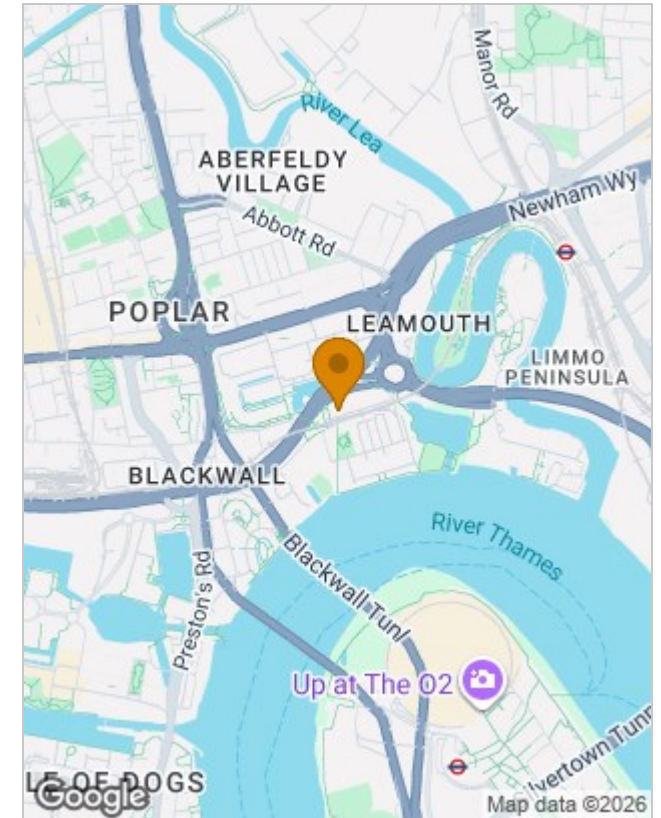 Manor Rd
River Lea
ABERFELDY
VILLAGE
Newham Wy
Abbott Rd
POPLAR
LEAMOUTH
LIMMO
PENINSULA
BLACKWALL
River Thames
Blackwall Tunl
Preston's Rd
Up at The O2
lvertown Tunn
LE OF DOGS
Google
Map data ©2026